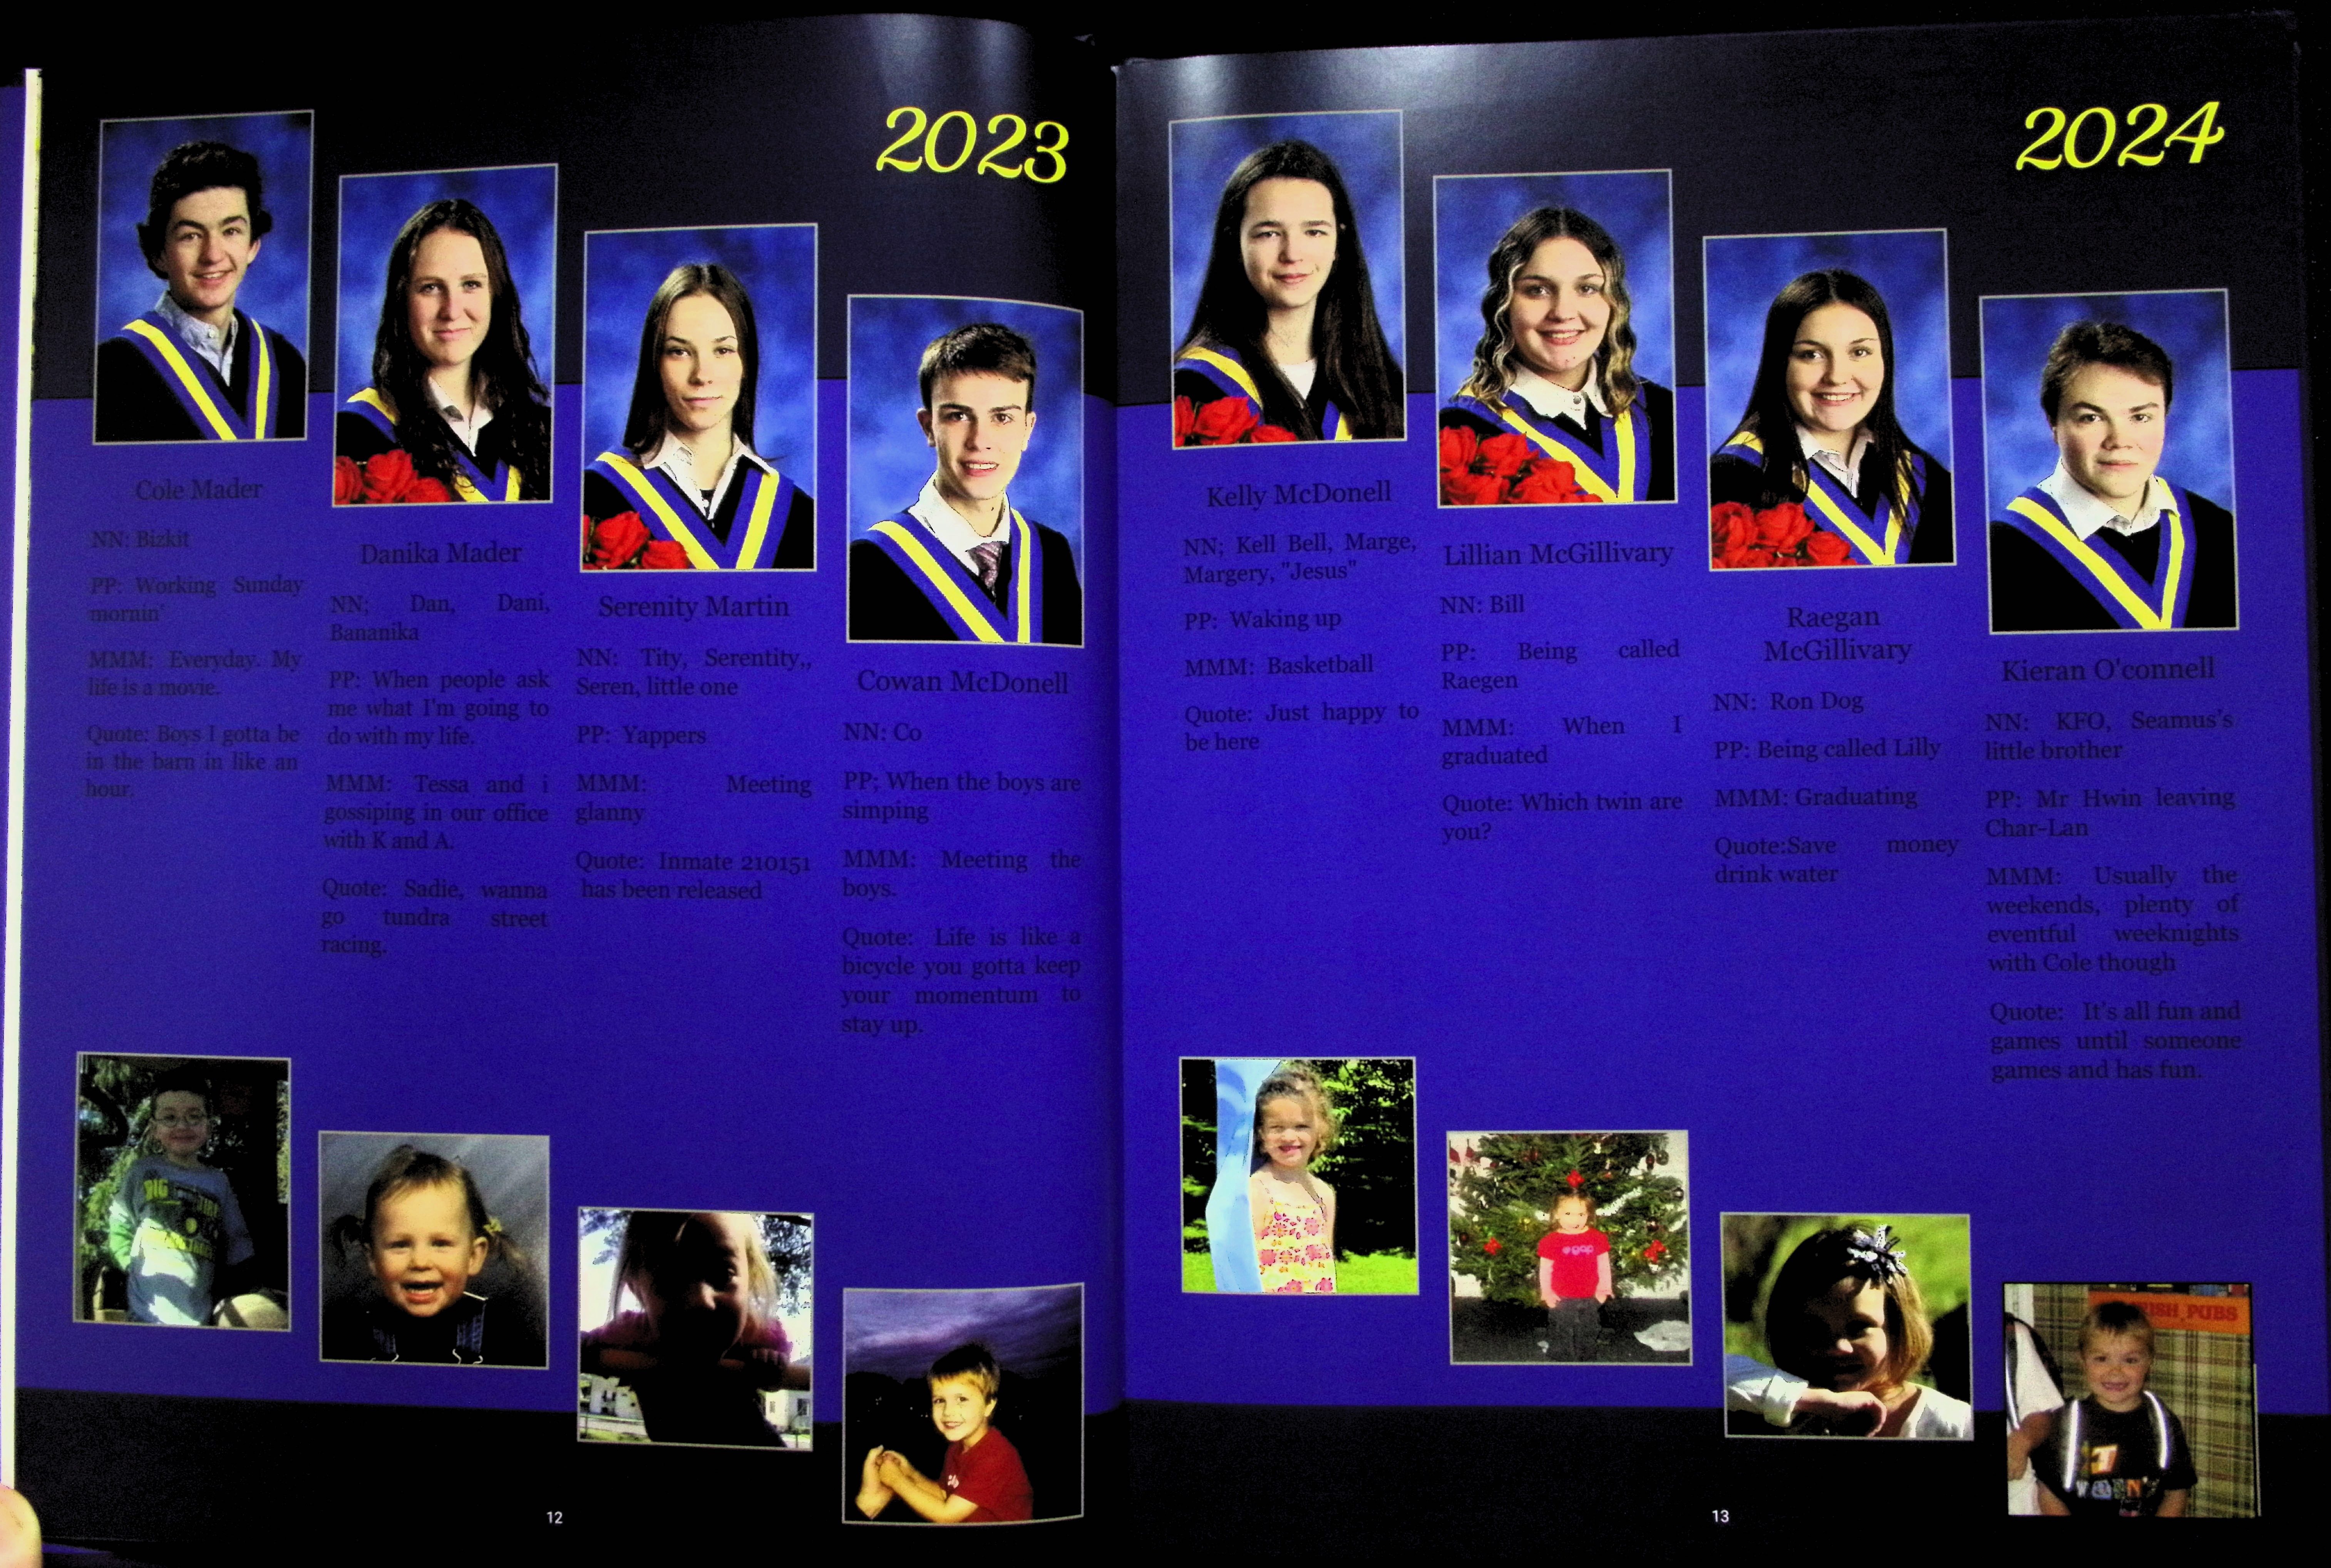 2023
Cole Mader
NN: Bizkit
PP: Working Sunday
mornin'
MMM: Everyday. My
life is a movie.
Quote: Boys I gotta be
in the barn in like an
hour.
Danika Mader
NN; Dan, Dani,
Bananika
PP: When people ask
me what I'm going to
do with my life.
MMM: Tessa and i
gossiping in our office
with K and A.
Quote: Sadie, wanna
go tundra street
racing.
Serenity Martin
NN: Tity, Serentity,,
Seren, little one
PP: Yappers
MMM: Meeting
glanny
Quote: Inmate 210151
has been released
Cowan McDonell
NN: Co
PP; When the boys are
simping
MMM: Meeting the
boys.
Quote: Life is like a
bicycle you gotta keep
your momentum to
stay up.
12
2024
Kelly McDonell
NN; Kell Bell, Marge,
Margery, "Jesus"
PP: Waking up
MMM: Basketball
Quote: Just happy to
be here
Lillian McGillivary
NN: Bill
PP: Being called
Raegen
MMM: When I
graduated
Quote: Which twin are
you?
Raegan
McGillivary
NN: Ron Dog
PP: Being called Lilly
MMM: Graduating
Quote:Save money
drink water
Kieran O'connell
NN: KFO, Seamus's
little brother
PP: Mr Hwin leaving
Char-Lan
MMM: Usually the
weekends, plenty of
eventful weeknights
with Cole though
Quote: It's all fun and
games until someone
games and has fun.
gap
PUBS
13